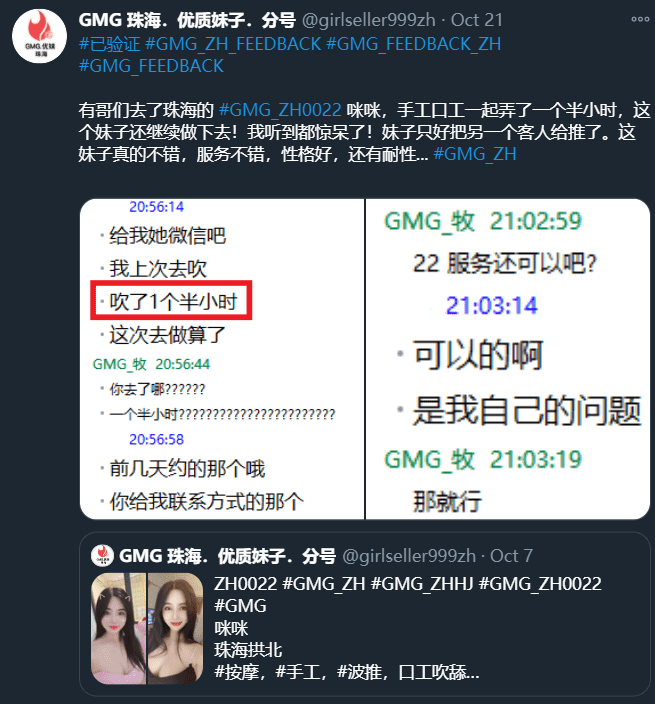 GMG 珠海．优质妹子．分号 @girlseller999zh · Oct 21
#已验证 #GMG_ZH_FEEDBACK #GMG_FEEDBACK_ZH
#GMG_FEEDBACK
有哥们去了珠海的 #GMG_ZH0022 咪咪，手工口工一起弄了一个半小时，这
个妹子还继续做下去！我听到都惊呆了！妹子只好把另一个客人给推了。这
妹子真的不错，服务不错，性格好，还有耐性... #GMG_ZH
20:56:14
给我她微信吧
我上次去吹
吹了1个半小时
这次去做算了
GMG_牧 20:56:44
你去了哪??????
一个半小时???????????????????????
20:56:58
前几天约的那个哦
你给我联系方式的那个
GMG_牧 21:02:59
22 服务还可以吧?
21:03:14
可以的啊
是我自己的问题
GMG_牧 21:03:19
那就行
GMG 珠海．优质妹子．分号 @girlseller999zh · Oct 7
ZH0022 #GMG_ZH #GMG_ZHHJ #GMG_ZH0022
#GMG
咪咪
珠海拱北
#按摩，#手工，#波推，口工吹舔...
GMG.优妹
珠海